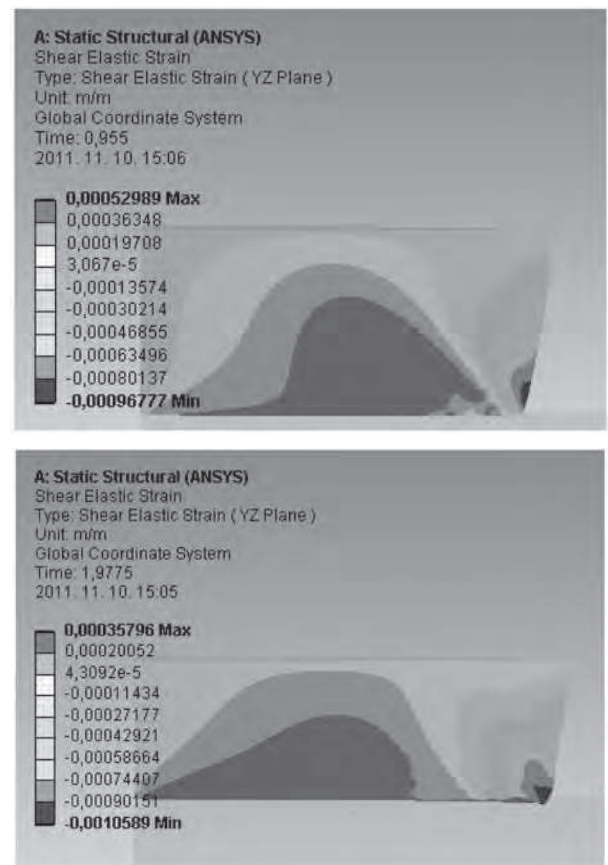 A: Static Structural (ANSYS)
Shear Elastic Strain
Type: Shear Elastic Strain ( YZ Plane )
Unit: m/m
Global Coordinate System
Time: 0,955
2011. 11. 10. 15:06
0,00052989 Max
0,00036348
0,00019708
3,067e-5
-0,00013574
-0,00030214
-0,00046855
-0,00063496
-0,00080137
-0,00096777 Min
A: Static Structural (ANSYS)
Shear Elastic Strain
Type: Shear Elastic Strain ( YZ Plane )
Unit: m/m
Global Coordinate System
Time: 1,9775
2011. 11. 10. 15:05
0,00035796 Max
0,00020052
4,3092e-5
-0,00011434
-0,00027177
-0,00042921
-0,00058664
-0,00074407
-0,00090151
-0,0010589 Min